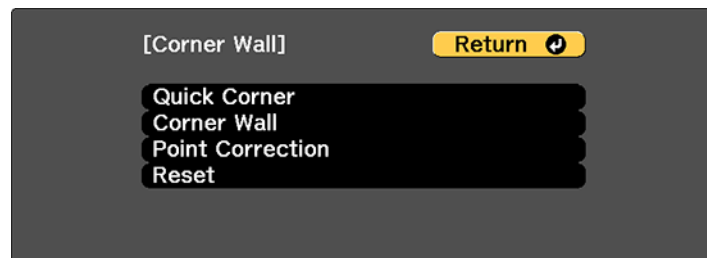 [Corner Wall] Return
Quick Corner
Corner Wall
Point Correction
Reset